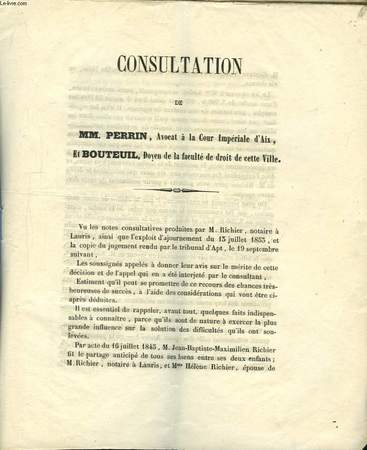 CONSULTATION
DE
MM. PERRIN, Avocat à la Cour Impériale d'Aix,
Et BOUTEUIL, Doyen de la faculté de droit de cette Ville.
Vu les notes consultatives produites par M. Richier, notaire à
Lauris, ainsi que l'exploit d'ajournement du 13 juillet 1855, et
la copie du jugement rendu par le tribunal d'Apt, le 19 septembre
suivant,
Les soussignés appelés à donner leur avis sur le mérite de cette
décision et de l'appel qui en a été interjeté par le consultant,
Estiment qu'il peut se promettre de ce recours des chances très-
heureuses de succès, à l'aide des considérations qui vont être ci-
après déduites.
Il est essentiel de rappeler, avant tout, quelques faits indispen-
sables à connaître, parce qu'ils sont de nature à exercer la plus
grande influence sur la solution des difficultés qu'ils ont sou-
levées.
Par acte du 16 juillet 1845, M. Jean-Baptiste-Maximilien Richier
fit le partage anticipé de tous ses biens entre ses deux enfants;
M. Richier, notaire à Lauris, et Mme Hélène Richier, épouse de